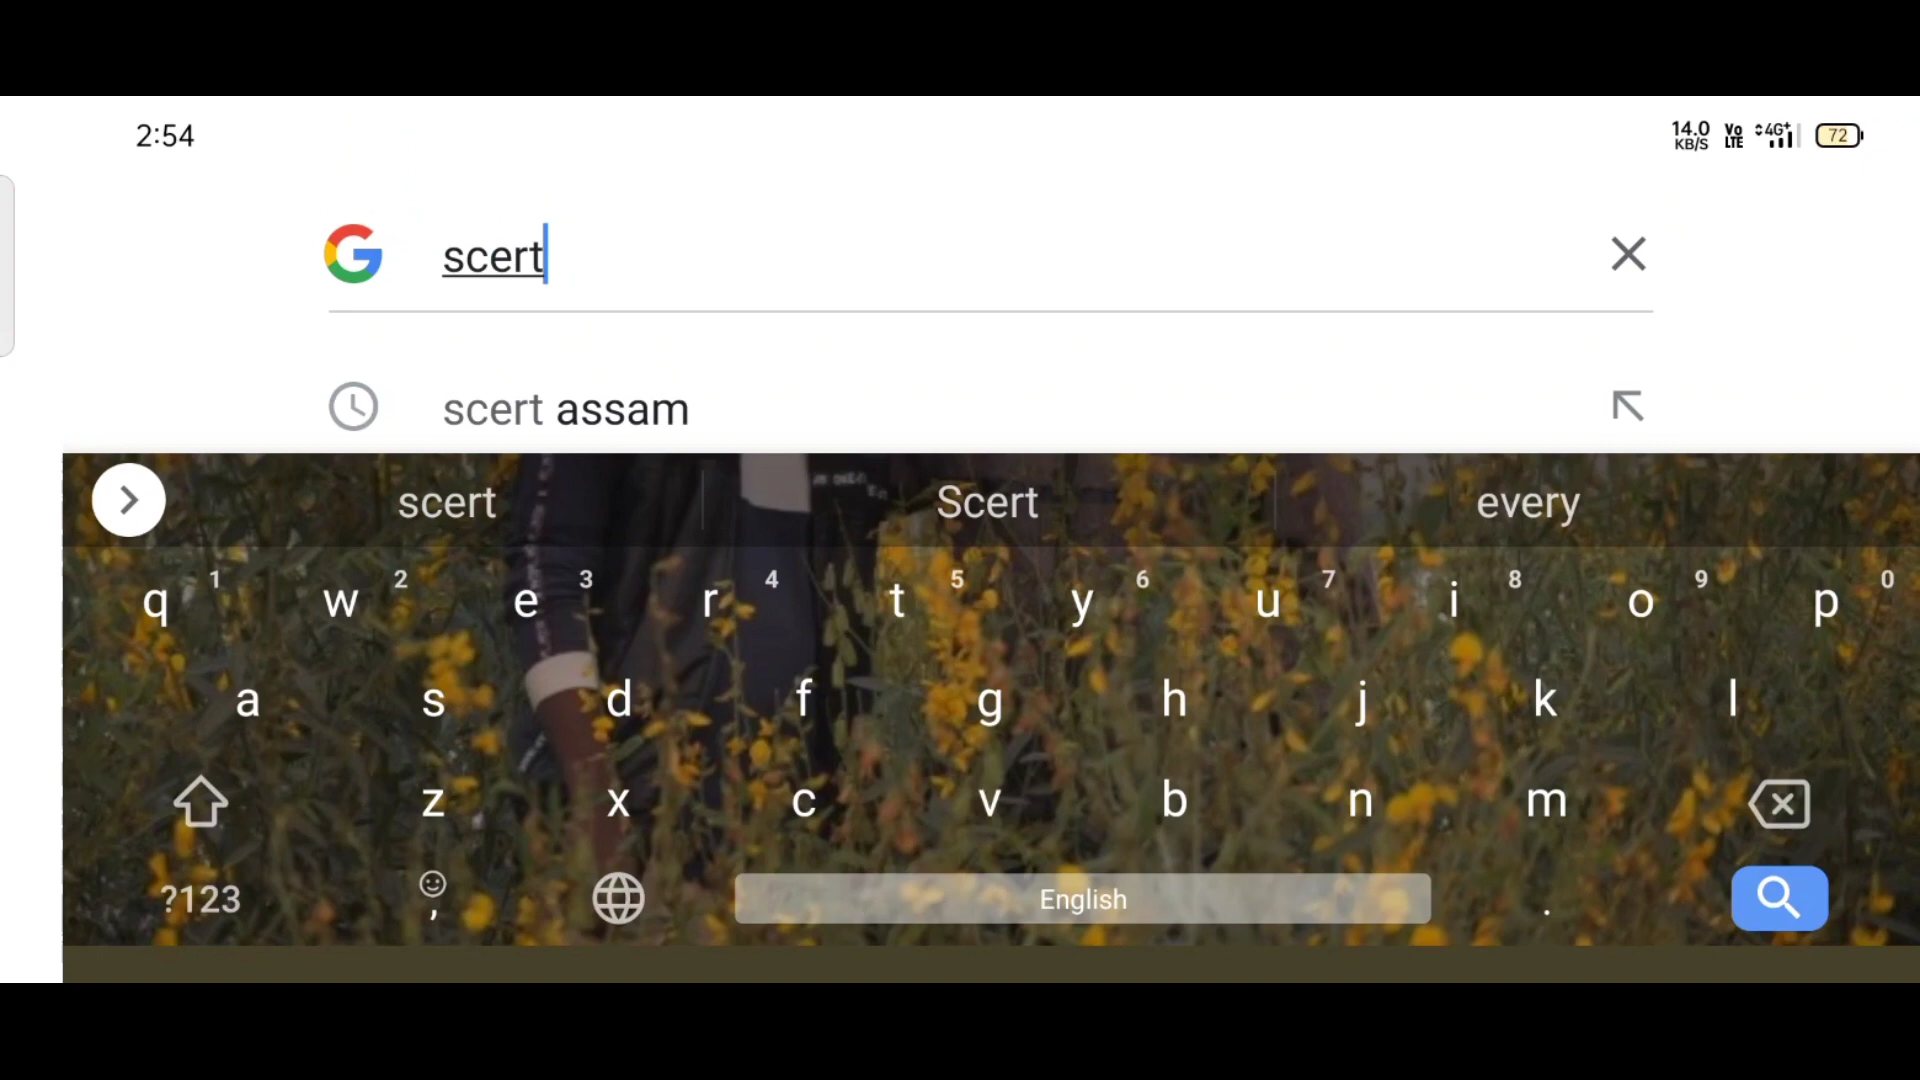 2:54
14.0 KB/S Vo LTE 4G+ 72
scert
scert assam
scert Scert every
q 1 w 2 e 3 r 4 t 5 y 6 u 7 i 8 o 9 p 0
a s d f g h j k l
z x c v b n m
?123 , English .